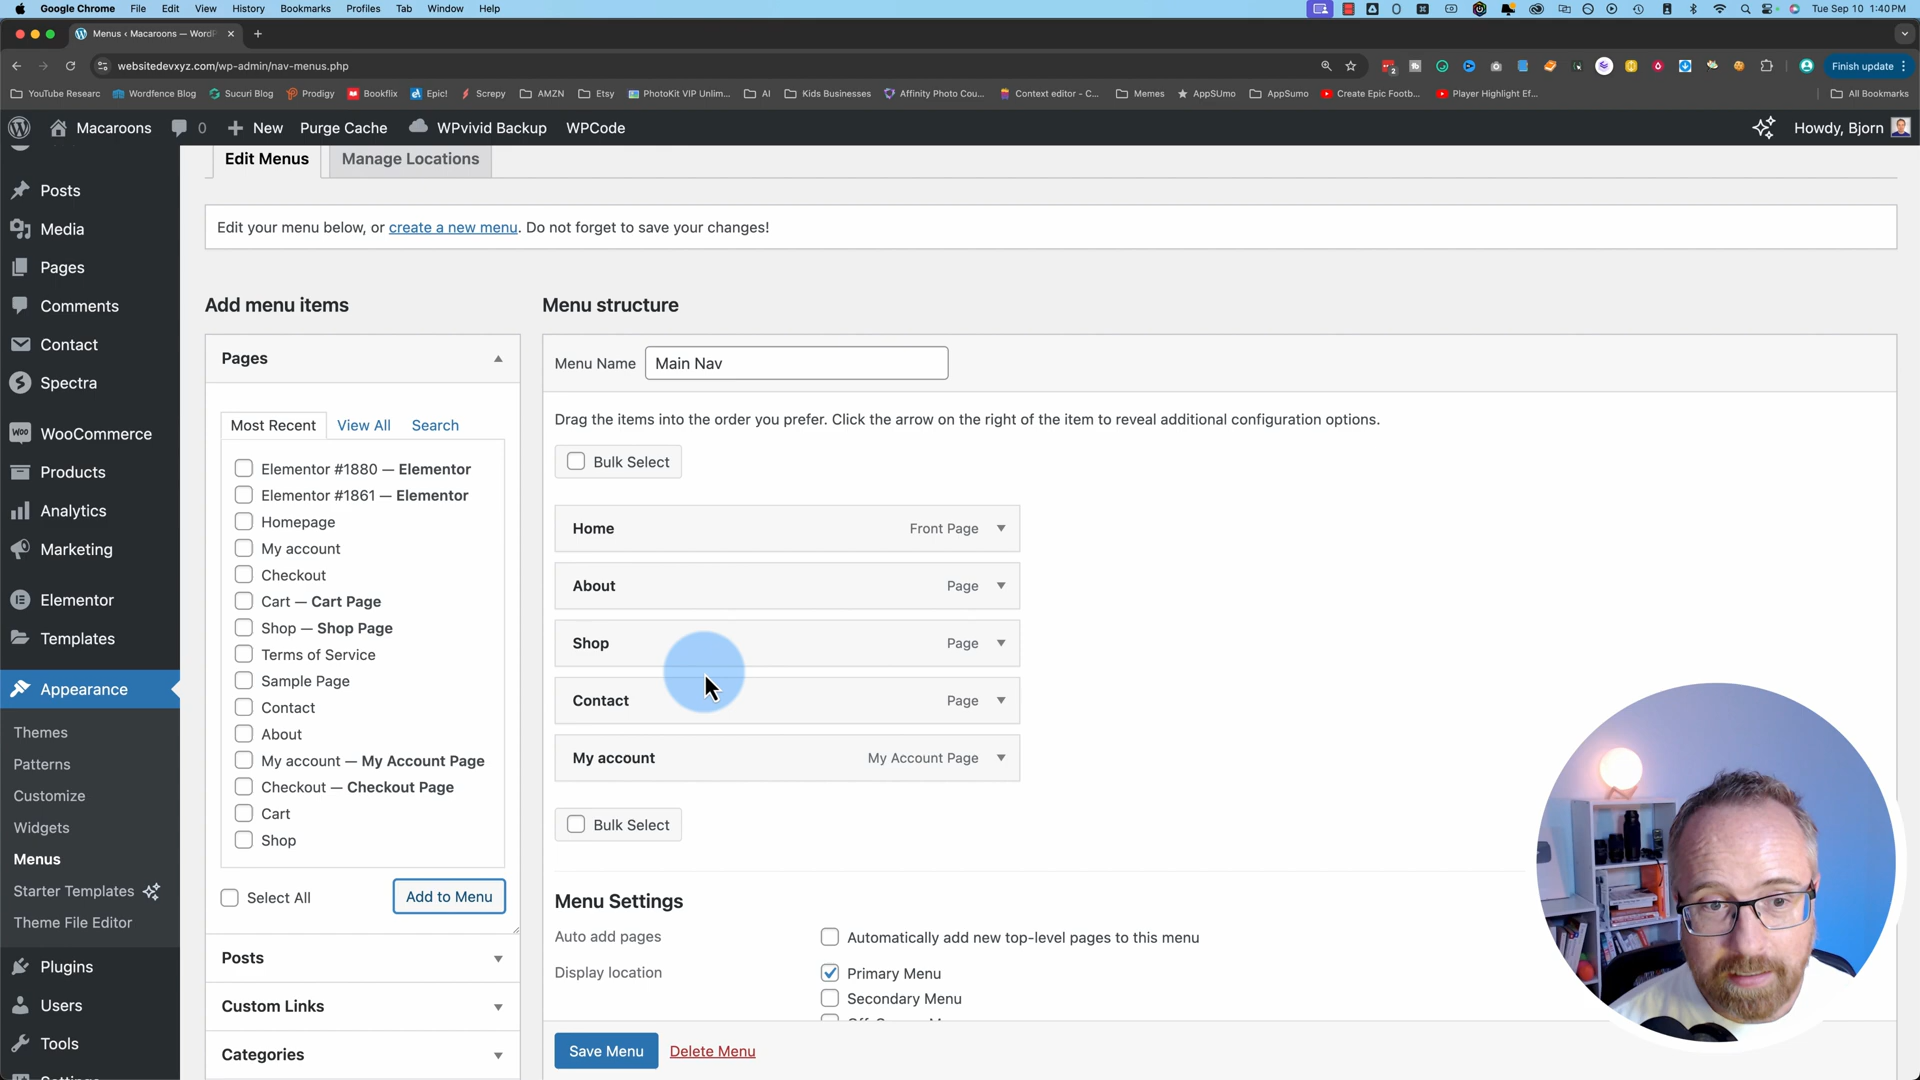 Google Chrome File Edit View History Bookmarks Profiles Tab Window Help Tue Sep 10 1:40 PM
Menus ‹ Macaroons — WordP
websitedevxyz.com/wp-admin/nav-menus.php
2
Finish update
YouTube Researc Wordfence Blog Sucuri Blog Prodigy Bookflix Epic! Screpy AMZN Etsy PhotoKit VIP Unlim... AI Kids Businesses Affinity Photo Cou... Context editor - C... Memes AppSUmo AppSumo Create Epic Footb... Player Highlight Ef... All Bookmarks
Macaroons 0 New Purge Cache WPvivid Backup WPCode Howdy, Bjorn
Posts
Media
Pages
Comments
Contact
Spectra
WooCommerce
Products
Analytics
Marketing
Elementor
Templates
Appearance
Themes
Patterns
Customize
Widgets
Menus
Starter Templates
Theme File Editor
Plugins
Users
Tools
Edit Menus Manage Locations
Edit your menu below, or create a new menu. Do not forget to save your changes!
Add menu items
Pages
Most Recent View All Search
Elementor #1880 — Elementor
Elementor #1861 — Elementor
Homepage
My account
Checkout
Cart — Cart Page
Shop — Shop Page
Terms of Service
Sample Page
Contact
About
My account — My Account Page
Checkout — Checkout Page
Cart
Shop
Select All Add to Menu
Posts
Custom Links
Categories
Menu structure
Menu Name Main Nav
Drag the items into the order you prefer. Click the arrow on the right of the item to reveal additional configuration options.
Bulk Select
Home Front Page
About Page
Shop Page
Contact Page
My account My Account Page
Bulk Select
Menu Settings
Auto add pages Automatically add new top-level pages to this menu
Display location Primary Menu
Secondary Menu
Save Menu Delete Menu